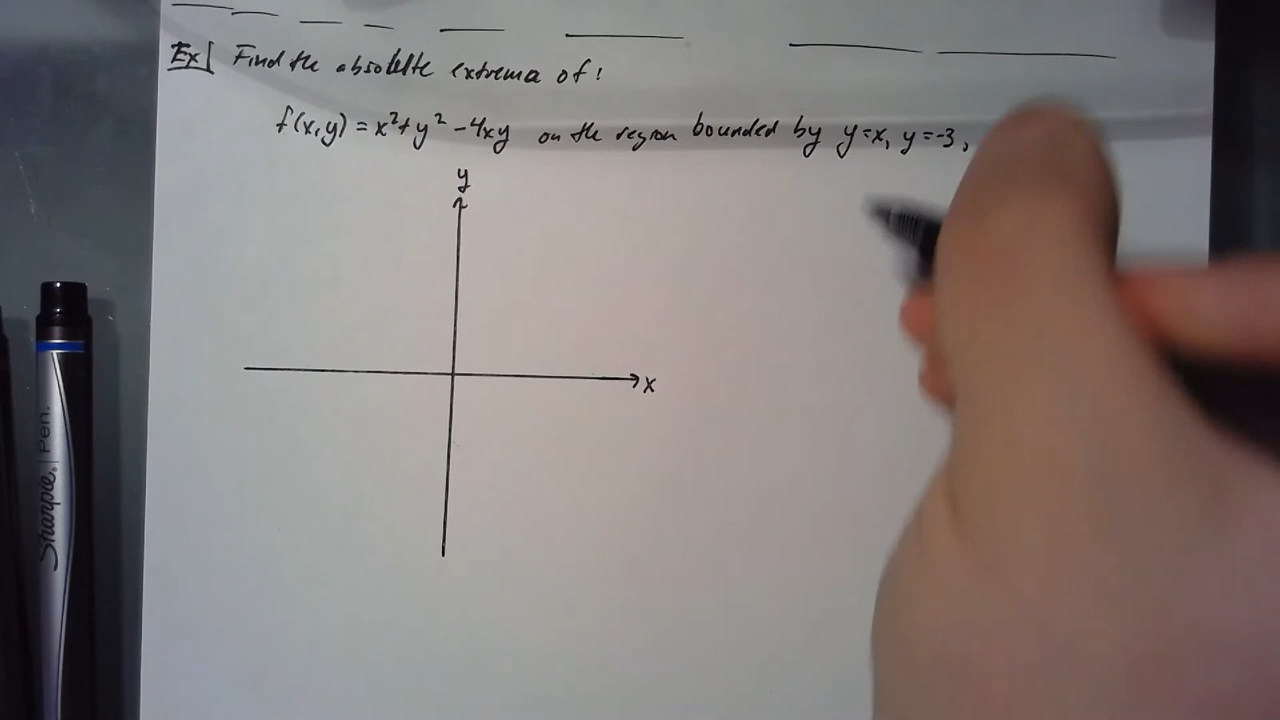 Ex] Find the absolute extrema of:
f(x,y) = x² + y² - 4xy on the region bounded by y=x, y=-3,
y
x
Sharpie. Pen.